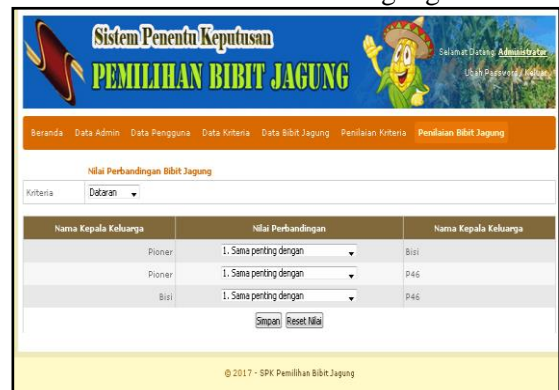 Sistem Penentu Keputusan
PEMILIHAN BIBIT JAGUNG
Selamat Datang, Administrator
Ubah Password | Keluar
Beranda Data Admin Data Pengguna Data Kriteria Data Bibit Jagung Penilaian Kriteria Penilaian Bibit Jagung
Nilai Perbandingan Bibit Jagung
Kriteria Dataran
Nama Kepala Keluarga Nilai Perbandingan Nama Kepala Keluarga
Pioner 1. Sama penting dengan Bisi
Pioner 1. Sama penting dengan P46
Bisi 1. Sama penting dengan P46
Simpan Reset Nilai
@ 2017 - SPK Pemilihan Bibit Jagung